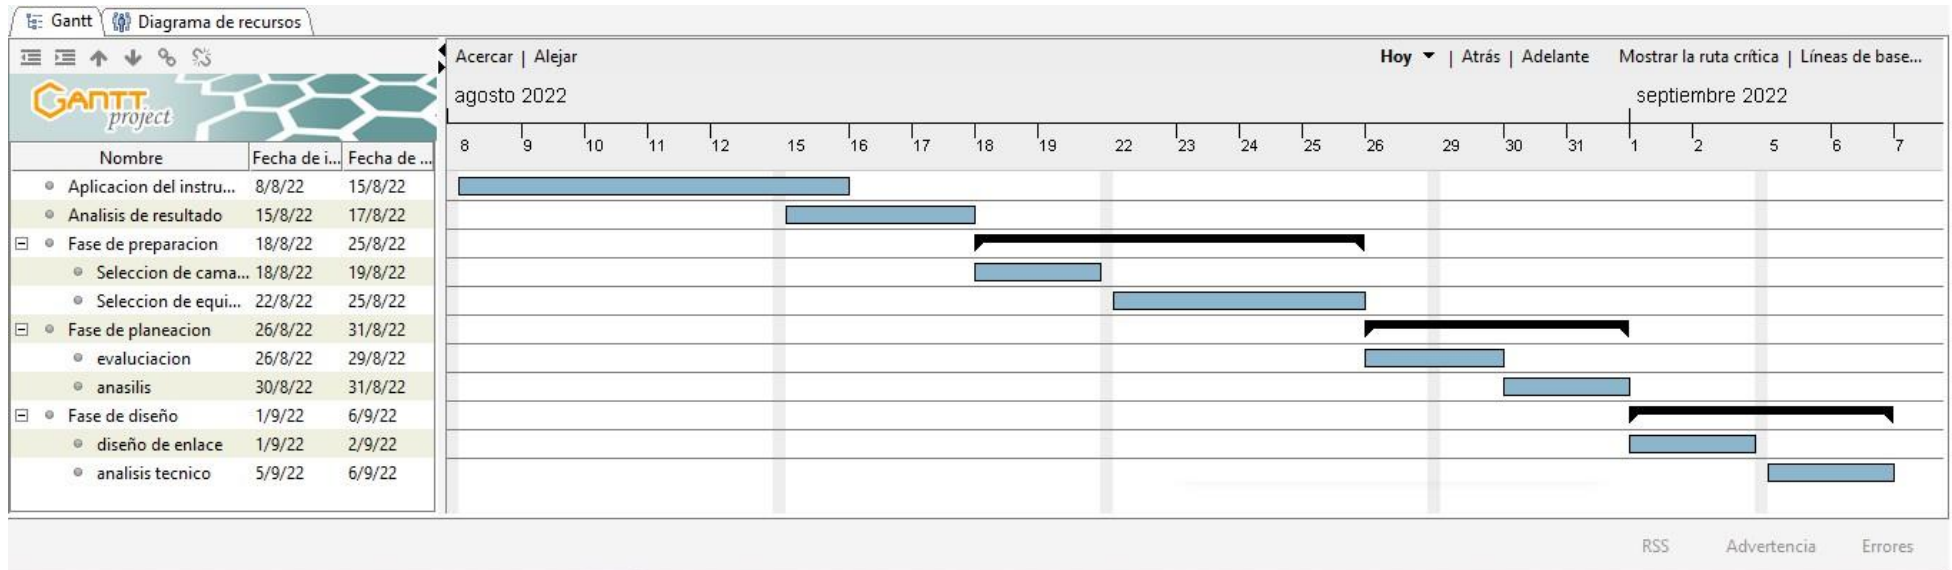 Gantt Diagrama de recursos
Acercar | Alejar Hoy | Atrás | Adelante Mostrar la ruta crítica | Líneas de base...
GANTT project
agosto 2022 septiembre 2022
8 9 10 11 12 15 16 17 18 19 22 23 24 25 26 29 30 31 1 2 5 6 7
Nombre Fecha de i... Fecha de ...
Aplicacion del instru... 8/8/22 15/8/22
Analisis de resultado 15/8/22 17/8/22
Fase de preparacion 18/8/22 25/8/22
Seleccion de cama... 18/8/22 19/8/22
Seleccion de equi... 22/8/22 25/8/22
Fase de planeacion 26/8/22 31/8/22
evaluciacion 26/8/22 29/8/22
anasilis 30/8/22 31/8/22
Fase de diseño 1/9/22 6/9/22
diseño de enlace 1/9/22 2/9/22
analisis tecnico 5/9/22 6/9/22
RSS Advertencia Errores